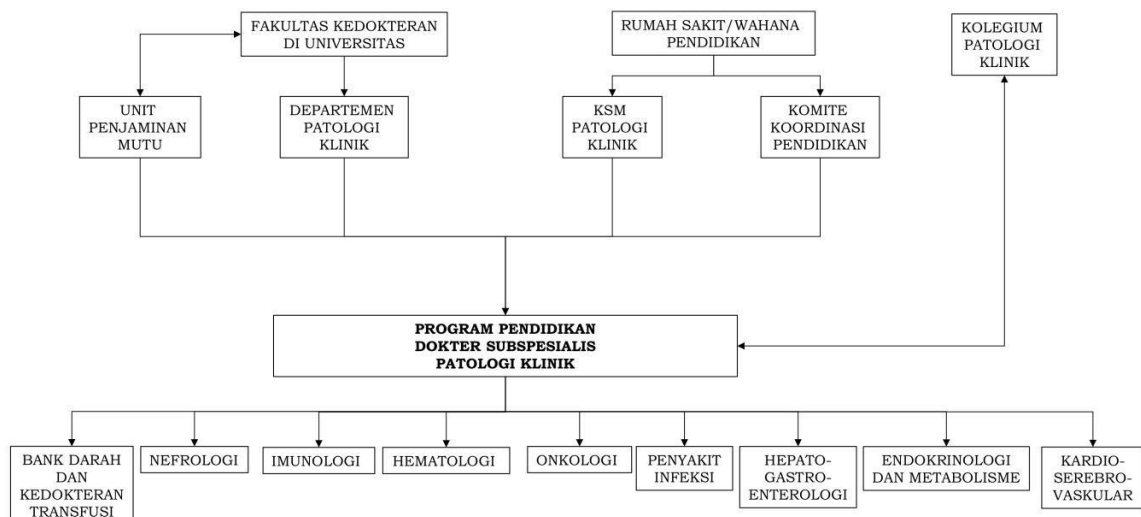 FAKULTAS KEDOKTERAN
DI UNIVERSITAS
RUMAH SAKIT/WAHANA
PENDIDIKAN
KOLEGIUM
PATOLOGI
KLINIK
UNIT
PENJAMINAN
MUTU
DEPARTEMEN
PATOLOGI
KLINIK
KSM
PATOLOGI
KLINIK
KOMITE
KOORDINASI
PENDIDIKAN
PROGRAM PENDIDIKAN
DOKTER SUBSPESIALIS
PATOLOGI KLINIK
BANK DARAH
DAN
KEDOKTERAN
TRANSFUSI
NEFROLOGI
IMUNOLOGI
HEMATOLOGI
ONKOLOGI
PENYAKIT
INFEKSI
HEPATO-
GASTRO-
ENTEROLOGI
ENDOKRINOLOGI
DAN METABOLISME
KARDIO-
SEREBRO-
VASKULAR